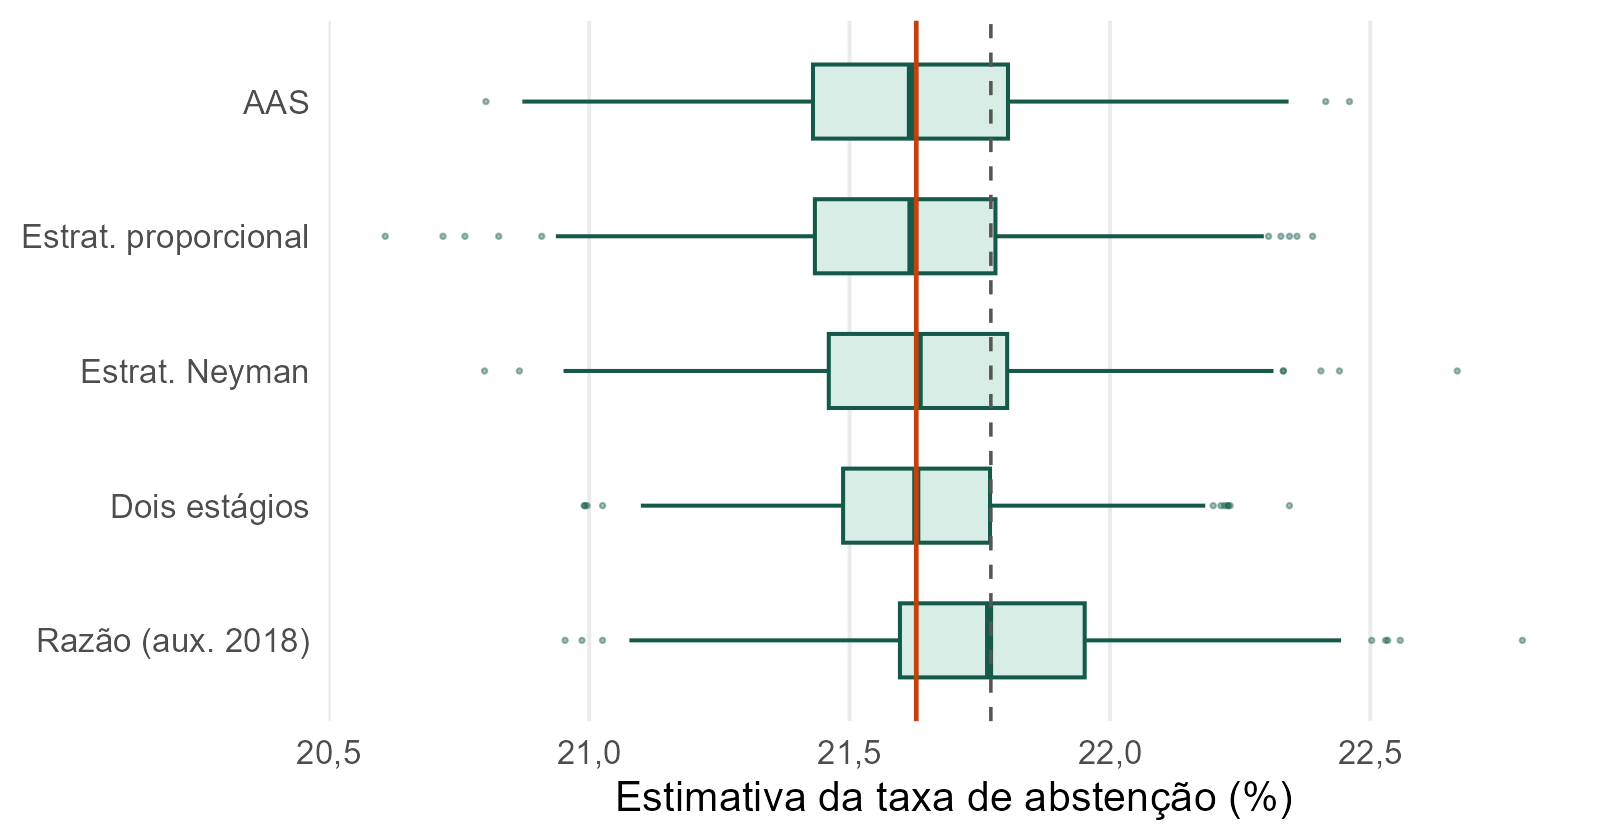 AAS
Estrat. proporcional
Estrat. Neyman
Dois estágios
Razão (aux. 2018)
20,5 21,0 21,5 22,0 22,5
Estimativa da taxa de abstenção (%)